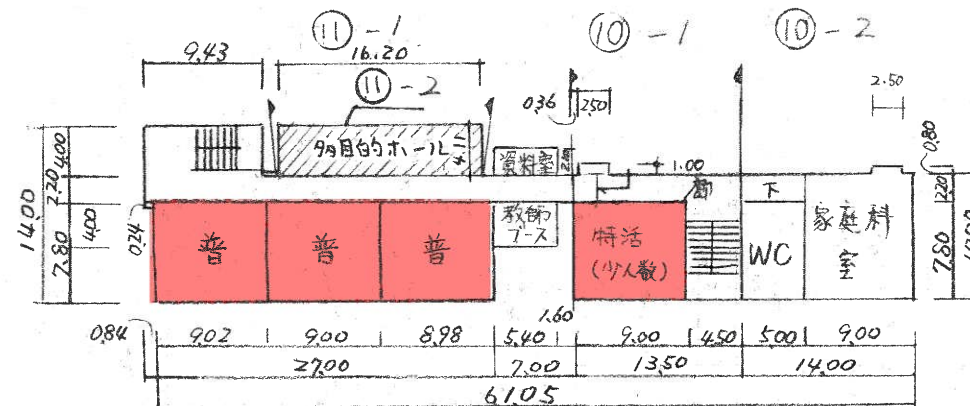 ⑪-1
⑩-1
⑩-2
9.43
16.20
⑪-2
0.36
2.50
2.50
0.80
多目的ホール
4.11
資料室
1.00
4.00
2.20
7.80
14.00
4.00
0.24
普
普
普
教師
ブース
特活
(少人数)
下
WC
家庭科
室
2.20
7.80
1.60
0.84
9.02
9.00
8.98
5.40
9.00
4.50
5.00
9.00
27.00
7.00
13.50
14.00
61.05